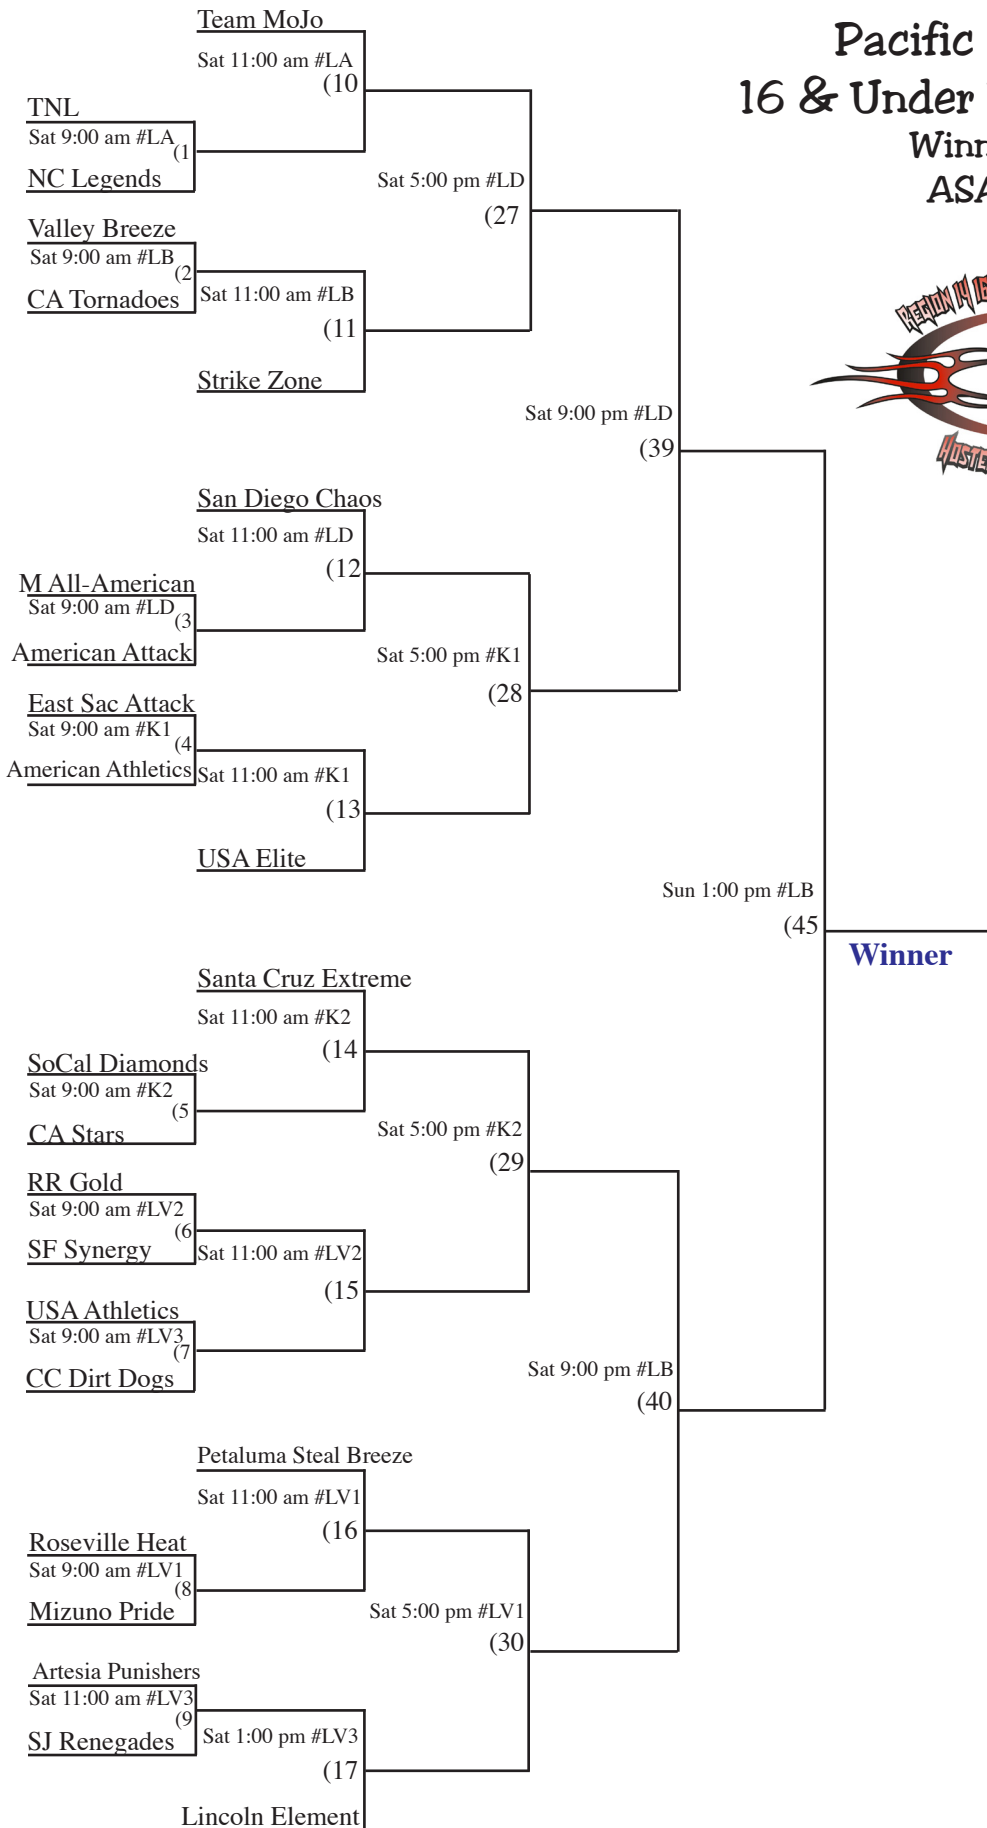 Team MoJo
Sat 11:00 am #LA
(10
TNL
Sat 9:00 am #LA
(1
NC Legends
Sat 5:00 pm #LD
(27
Valley Breeze
Sat 9:00 am #LB
(2
CA Tornadoes
Sat 11:00 am #LB
(11
Strike Zone
Pacific
16 & Under
Winn
ASA
REGION 14 16
HOSTE
Sat 9:00 pm #LD
(39
San Diego Chaos
Sat 11:00 am #LD
(12
M All-American
Sat 9:00 am #LD
(3
American Attack
Sat 5:00 pm #K1
(28
East Sac Attack
Sat 9:00 am #K1
(4
American Athletics
Sat 11:00 am #K1
(13
USA Elite
Sun 1:00 pm #LB
(45
Winner
Santa Cruz Extreme
Sat 11:00 am #K2
(14
SoCal Diamonds
Sat 9:00 am #K2
(5
CA Stars
Sat 5:00 pm #K2
(29
RR Gold
Sat 9:00 am #LV2
(6
SF Synergy
Sat 11:00 am #LV2
(15
USA Athletics
Sat 9:00 am #LV3
(7
CC Dirt Dogs
Sat 9:00 pm #LB
(40
Petaluma Steal Breeze
Sat 11:00 am #LV1
(16
Roseville Heat
Sat 9:00 am #LV1
(8
Mizuno Pride
Sat 5:00 pm #LV1
(30
Artesia Punishers
Sat 11:00 am #LV3
(9
SJ Renegades
Sat 1:00 pm #LV3
(17
Lincoln Element